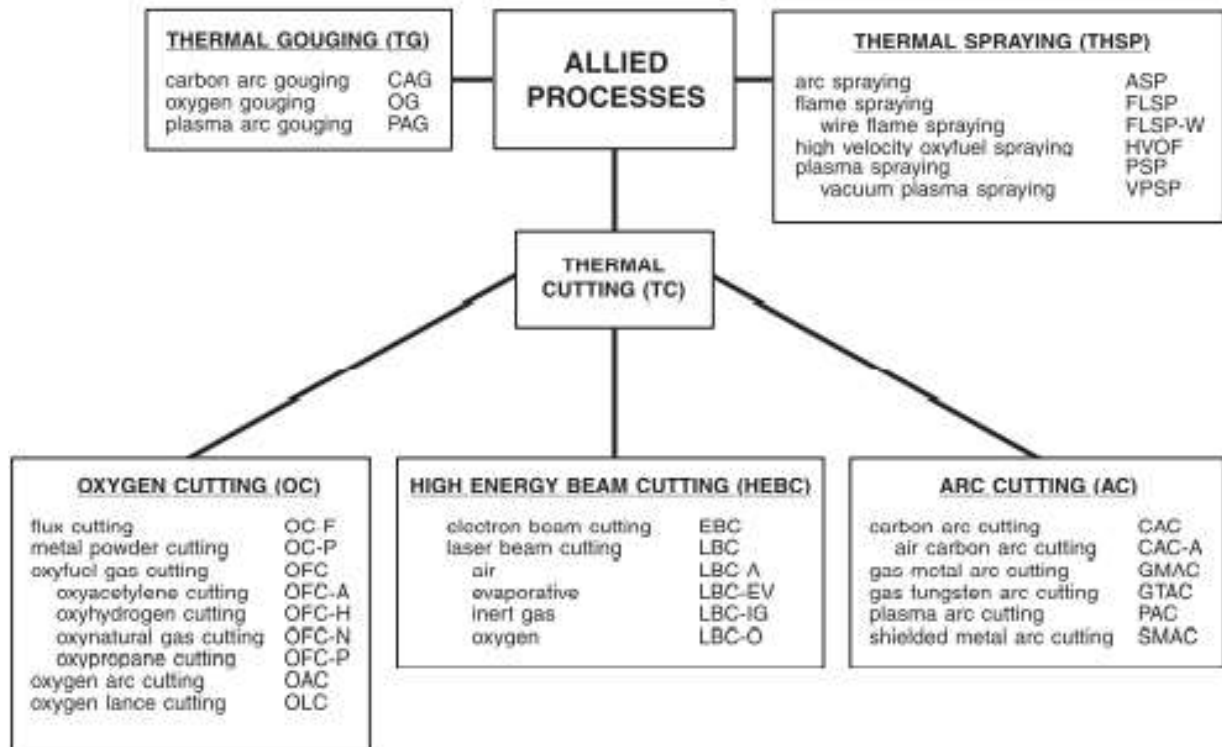 THERMAL GOUGING (TG)
carbon arc gouging CAG
oxygen gouging OG
plasma arc gouging PAG
ALLIED
PROCESSES
THERMAL SPRAYING (THSP)
arc spraying ASP
flame spraying FLSP
wire flame spraying FLSP-W
high velocity oxyfuel spraying HVOF
plasma spraying PSP
vacuum plasma spraying VPSP
THERMAL
CUTTING (TC)
OXYGEN CUTTING (OC)
flux cutting OC-F
metal powder cutting OC-P
oxyfuel gas cutting OFC
oxyacetylene cutting OFC-A
oxyhydrogen cutting OFC-H
oxynatural gas cutting OFC-N
oxypropane cutting OFC-P
oxygen arc cutting OAC
oxygen lance cutting OLC
HIGH ENERGY BEAM CUTTING (HEBC)
electron beam cutting EBC
laser beam cutting LBC
air LBC-A
evaporative LBC-EV
inert gas LBC-IG
oxygen LBC-O
ARC CUTTING (AC)
carbon arc cutting CAC
air carbon arc cutting CAC-A
gas metal arc cutting GMAC
gas tungsten arc cutting GTAC
plasma arc cutting PAC
shielded metal arc cutting SMAC